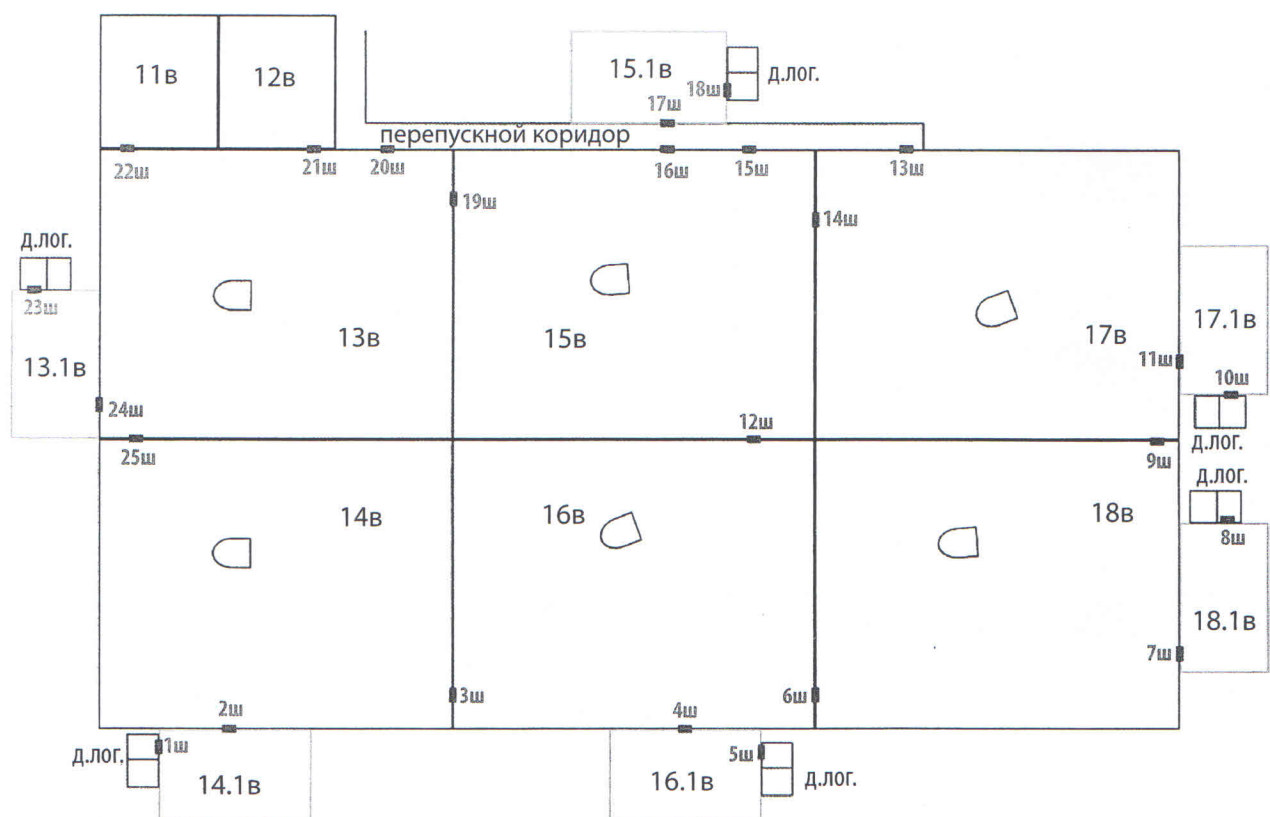 11в
12в
15.1в
д.лог.
18ш
17ш
перепускной коридор
22ш
21ш
20ш
16ш
15ш
13ш
19ш
14ш
д.лог.
23ш
13в
15в
17в
17.1в
13.1в
11ш
10ш
24ш
12ш
25ш
9ш
д.лог.
д.лог.
14в
16в
18в
8ш
18.1в
7ш
2ш
3ш
4ш
6ш
д.лог.
1ш
5ш
14.1в
16.1в
д.лог.